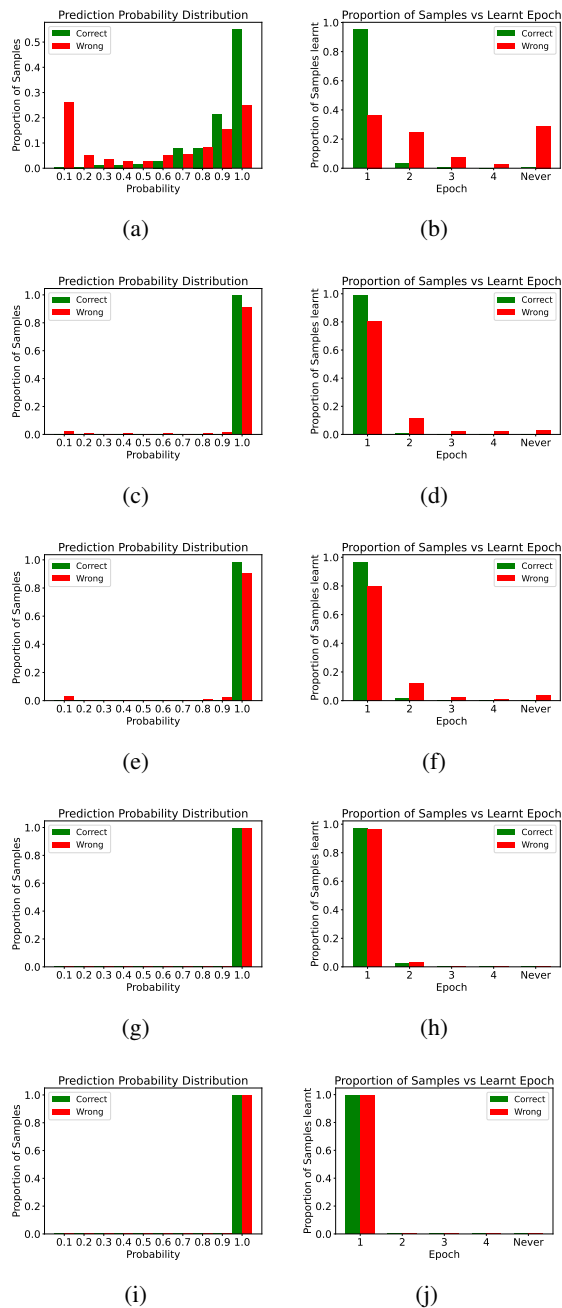 Prediction Probability Distribution
Correct
Wrong
Proportion of Samples
0.5
0.4
0.3
0.2
0.1
0.0
0.1 0.2 0.3 0.4 0.5 0.6 0.7 0.8 0.9 1.0
Probability
(a)
Proportion of Samples vs Learnt Epoch
Correct
Wrong
Proportion of Samples learnt
1.0
0.8
0.6
0.4
0.2
0.0
1 2 3 4 Never
Epoch
(b)
Prediction Probability Distribution
Correct
Wrong
Proportion of Samples
1.0
0.8
0.6
0.4
0.2
0.0
0.1 0.2 0.3 0.4 0.5 0.6 0.7 0.8 0.9 1.0
Probability
(c)
Proportion of Samples vs Learnt Epoch
Correct
Wrong
Proportion of Samples learnt
1.0
0.8
0.6
0.4
0.2
0.0
1 2 3 4 Never
Epoch
(d)
Prediction Probability Distribution
Correct
Wrong
Proportion of Samples
1.0
0.8
0.6
0.4
0.2
0.0
0.1 0.2 0.3 0.4 0.5 0.6 0.7 0.8 0.9 1.0
Probability
(e)
Proportion of Samples vs Learnt Epoch
Correct
Wrong
Proportion of Samples learnt
1.0
0.8
0.6
0.4
0.2
0.0
1 2 3 4 Never
Epoch
(f)
Prediction Probability Distribution
Correct
Wrong
Proportion of Samples
1.0
0.8
0.6
0.4
0.2
0.0
0.1 0.2 0.3 0.4 0.5 0.6 0.7 0.8 0.9 1.0
Probability
(g)
Proportion of Samples vs Learnt Epoch
Correct
Wrong
Proportion of Samples learnt
1.0
0.8
0.6
0.4
0.2
0.0
1 2 3 4 Never
Epoch
(h)
Prediction Probability Distribution
Correct
Wrong
Proportion of Samples
1.0
0.8
0.6
0.4
0.2
0.0
0.1 0.2 0.3 0.4 0.5 0.6 0.7 0.8 0.9 1.0
Probability
(i)
Proportion of Samples vs Learnt Epoch
Correct
Wrong
Proportion of Samples learnt
1.0
0.8
0.6
0.4
0.2
0.0
1 2 3 4 Never
Epoch
(j)